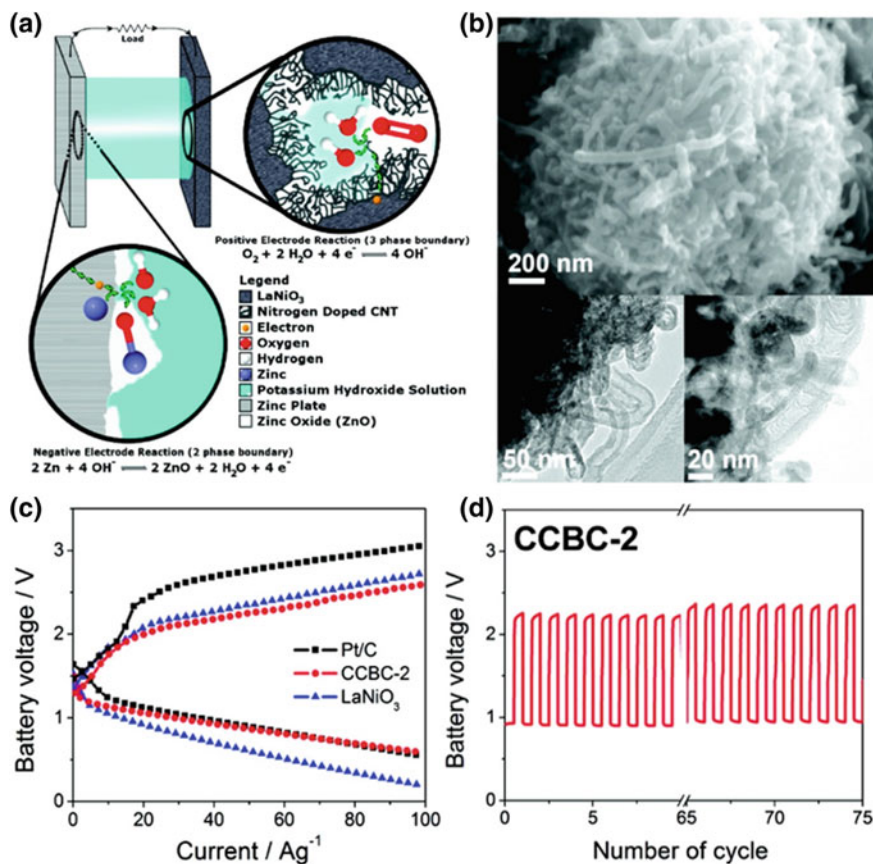 (a)
Load
Positive Electrode Reaction (3 phase boundary)
O₂ + 2 H₂O + 4 e⁻ — 4 OH⁻
Legend
LaNiO₃
Nitrogen Doped CNT
Electron
Oxygen
Hydrogen
Zinc
Potassium Hydroxide Solution
Zinc Plate
Zinc Oxide (ZnO)
Negative Electrode Reaction (2 phase boundary)
2 Zn + 4 OH⁻ — 2 ZnO + 2 H₂O + 4 e⁻
(b)
200 nm
50 nm
20 nm
(c)
Battery voltage / V
3
2
1
0
Pt/C
CCBC-2
LaNiO₃
0 20 40 60 80 100
Current / Ag⁻¹
(d)
CCBC-2
Battery voltage / V
3
2
1
0
0 5 65 70 75
Number of cycle